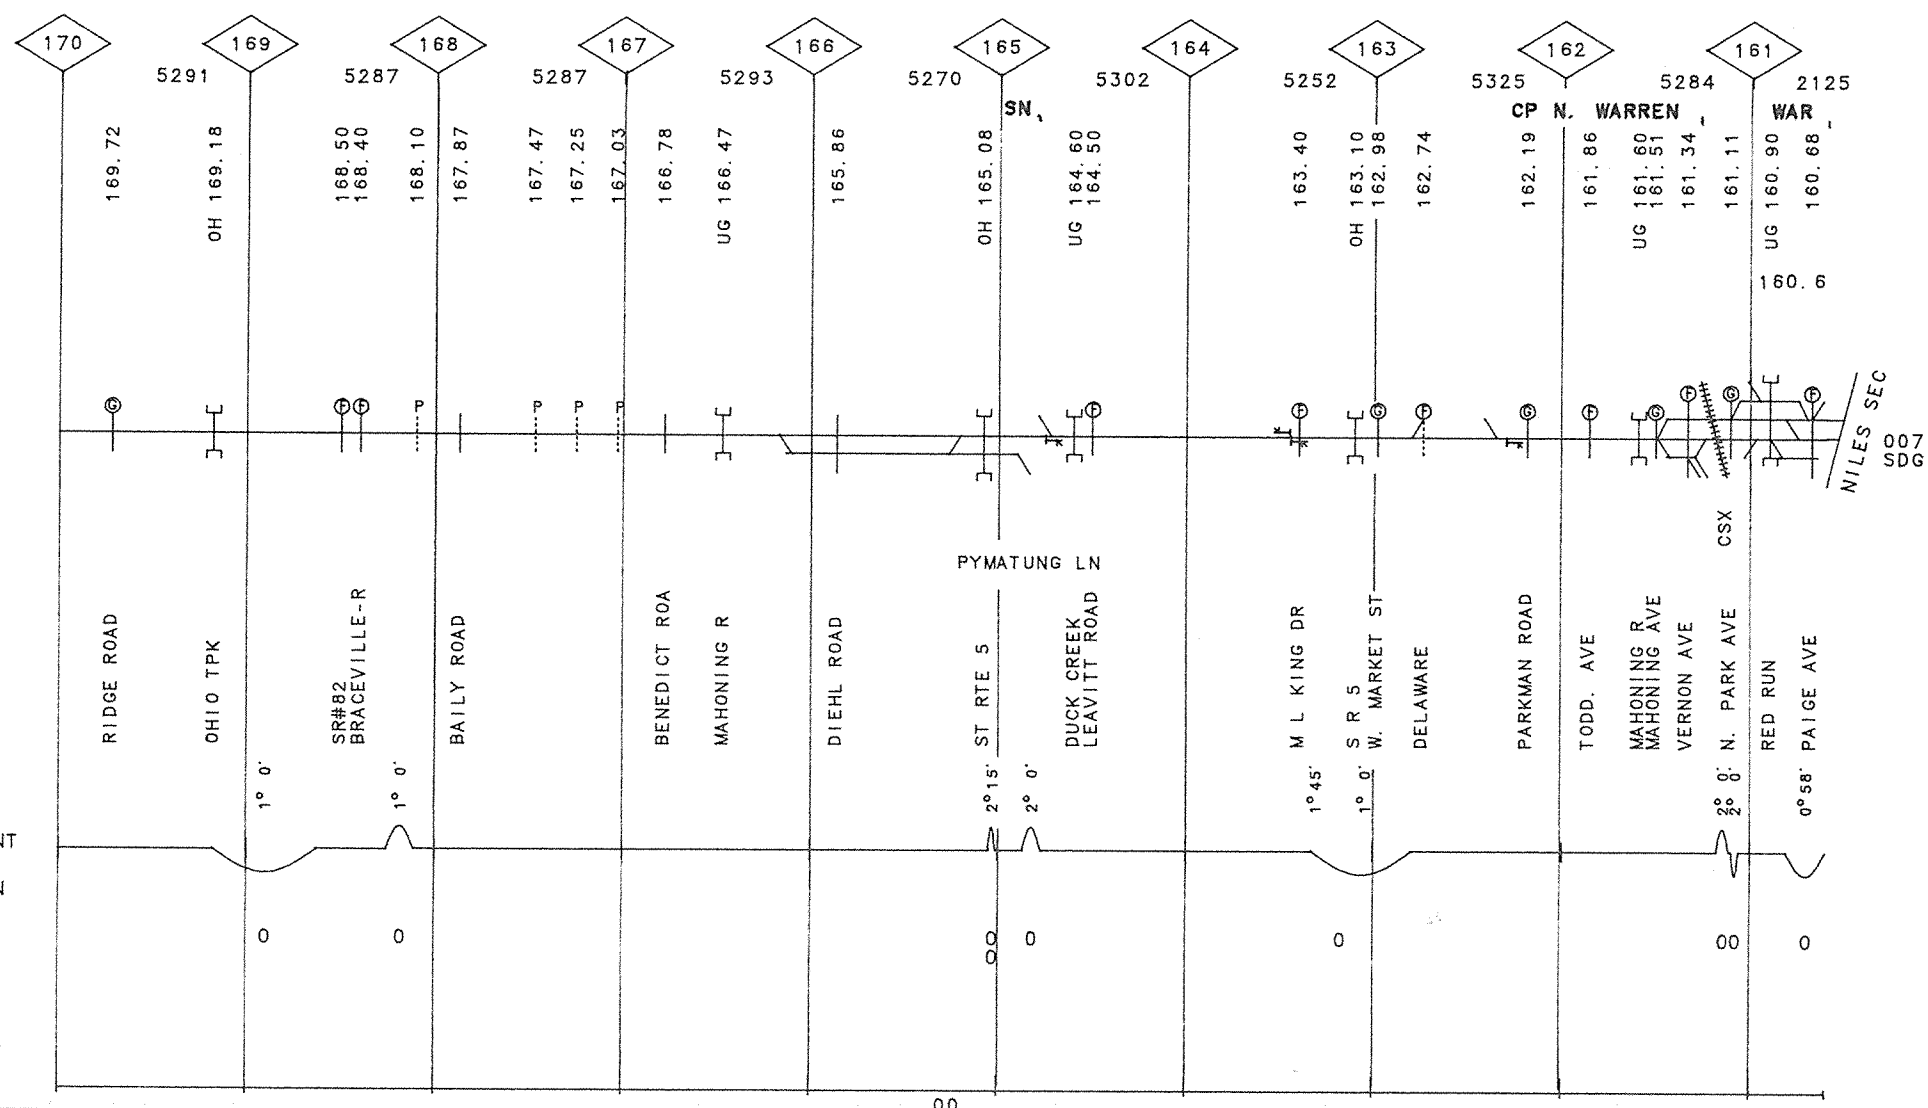 170 169 168 167 166 165 164 163 162 161
5291 5287 5287 5293 5270 5302 5252 5325 5284 2125
SN, CP N. WARREN , WAR ,
169.72
OH 169.18
168.50
168.40
168.10
167.87
167.47
167.25
167.03
166.78
UG 166.47
165.86
OH 165.08
UG 164.60
164.50
163.40
OH 163.10
162.98
162.74
162.19
161.86
UG 161.60
161.51
161.34
161.11
UG 160.90
160.68
160.6
G F F P P P P F F G F G F G F G F
NILES SEC
007
SDG
CSX
PYMATUNG LN
RIDGE ROAD
OHIO TPK
SR#82
BRACEVILLE-R
BAILY ROAD
BENEDICT ROA
MAHONING R
DIEHL ROAD
ST RTE 5
DUCK CREEK
LEAVITT ROAD
M L KING DR
S R 5
W. MARKET ST
DELAWARE
PARKMAN ROAD
TODD. AVE
MAHONING R
MAHONING AVE
VERNON AVE
N. PARK AVE
RED RUN
PAIGE AVE
1° 0'
1° 0'
2°15'
2° 0'
1°45'
1° 0'
2° 0'
2° 0'
0°58'
NT
N
0 0 0 0 0 00 0
0
00